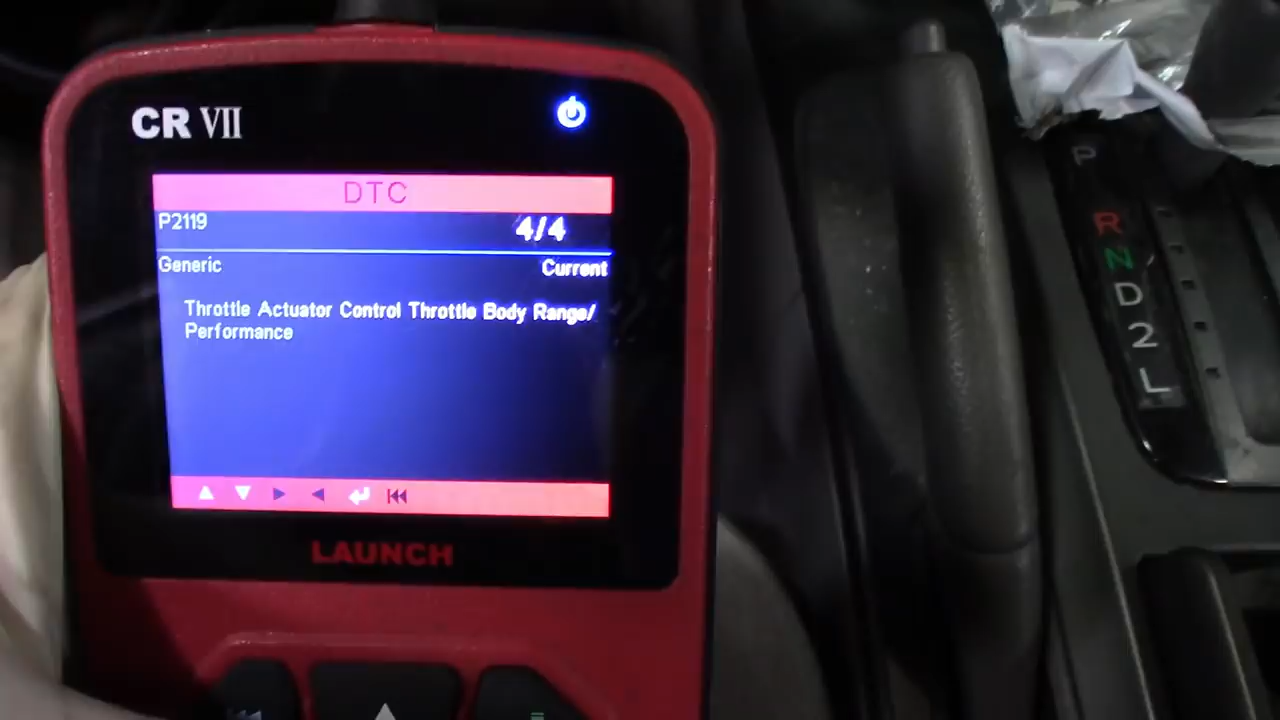 CR VII
DTC
P2119 4/4
Generic Current
Throttle Actuator Control Throttle Body Range/
Performance
LAUNCH
P
R
N
D
2
L